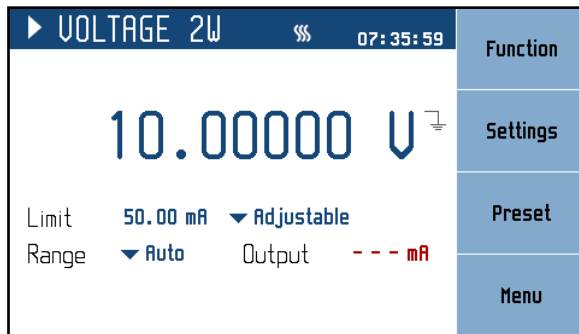 VOLTAGE 2W 07:35:59
10.00000 V
Limit 50.00 mA Adjustable
Range Auto Output - - - mA
Function
Settings
Preset
Menu